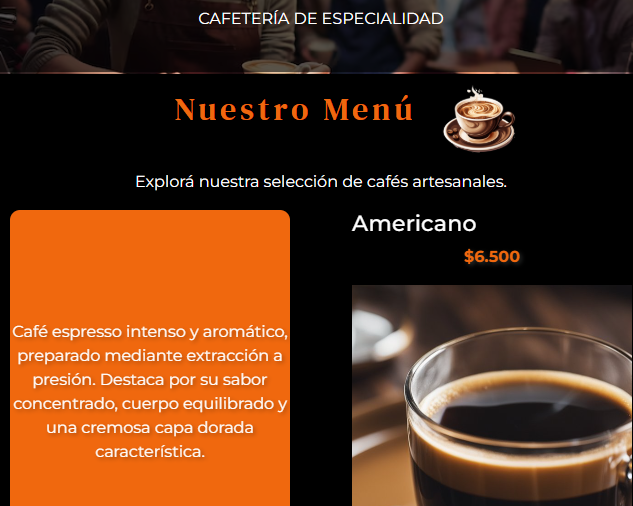 CAFETERÍA DE ESPECIALIDAD
Nuestro Menú
Explorá nuestra selección de cafés artesanales.
Café espresso intenso y aromático,
preparado mediante extracción a
presión. Destaca por su sabor
concentrado, cuerpo equilibrado y
una cremosa capa dorada
característica.
Americano
$6.500